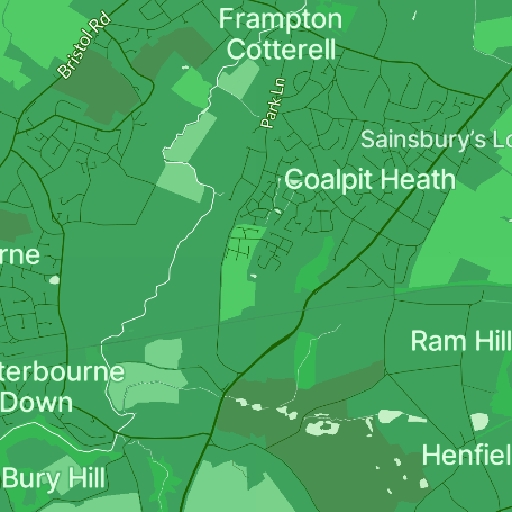 Frampton
Cotterell
Bristol Rd
Park Ln
Sainsbury's Lo
Coalpit Heath
rne
Ram Hill
terbourne
Down
Henfiel
Bury Hill